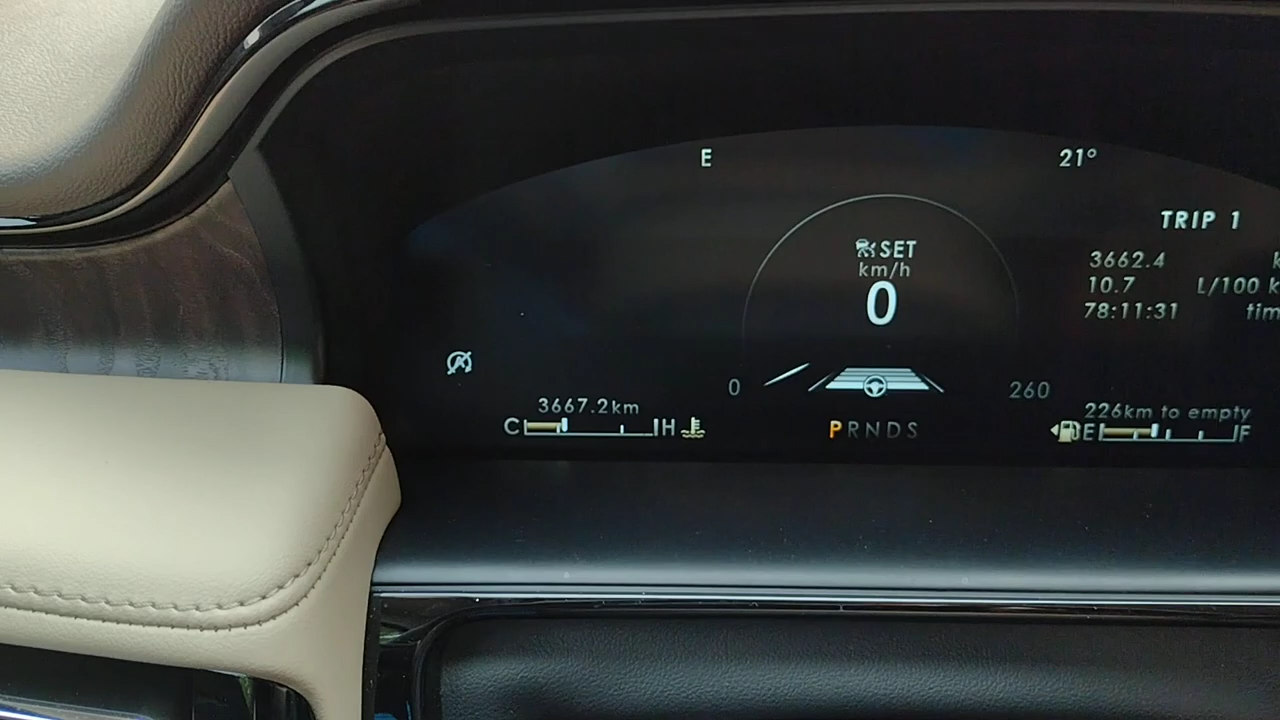 E
21°
TRIP 1
SET
km/h
0
3662.4 k
10.7 L/100 k
78:11:31 tim
0
260
3667.2km
226km to empty
C H
PRNDS
E F